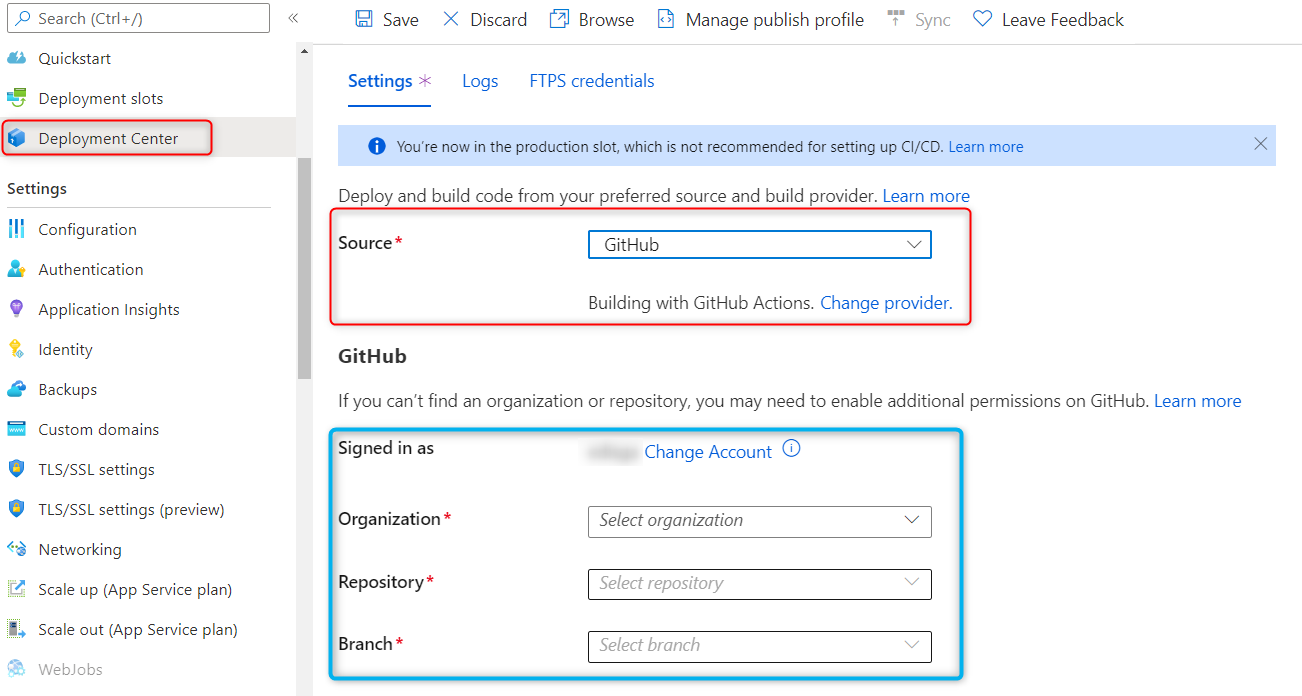 Search (Ctrl+/)
«
Quickstart
Deployment slots
Deployment Center
Settings
Configuration
Authentication
Application Insights
Identity
Backups
Custom domains
TLS/SSL settings
TLS/SSL settings (preview)
Networking
Scale up (App Service plan)
Scale out (App Service plan)
WebJobs
Save Discard Browse Manage publish profile Sync Leave Feedback
Settings * Logs FTPS credentials
You're now in the production slot, which is not recommended for setting up CI/CD. Learn more
Deploy and build code from your preferred source and build provider. Learn more
Source* GitHub
Building with GitHub Actions. Change provider.
GitHub
If you can't find an organization or repository, you may need to enable additional permissions on GitHub. Learn more
Signed in as Change Account
Organization* Select organization
Repository* Select repository
Branch* Select branch